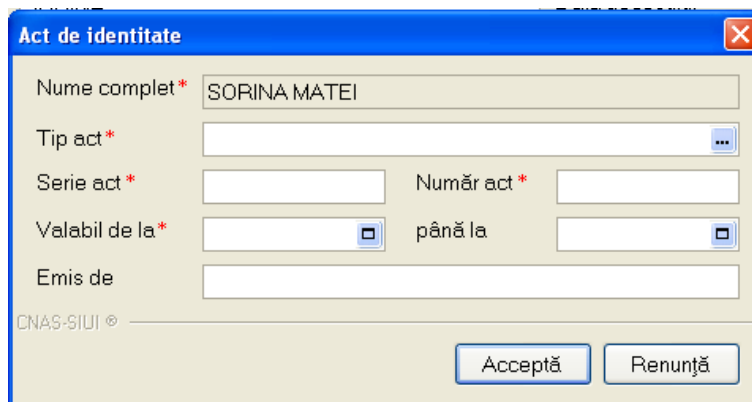 Act de identitate
Nume complet* SORINA MATEI
Tip act* ...
Serie act* Număr act*
Valabil de la* până la
Emis de
CNAS-SIUI ®
Acceptă Renunţă